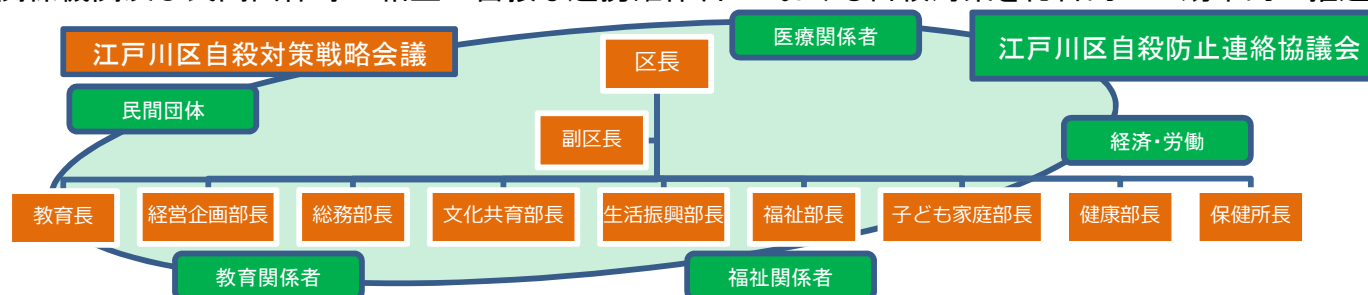 江戸川区自殺対策戦略会議
医療関係者
江戸川区自殺防止連絡協議会
区長
民間団体
副区長
経済・労働
教育長
経営企画部長
総務部長
文化共育部長
生活振興部長
福祉部長
子ども家庭部長
健康部長
保健所長
教育関係者
福祉関係者